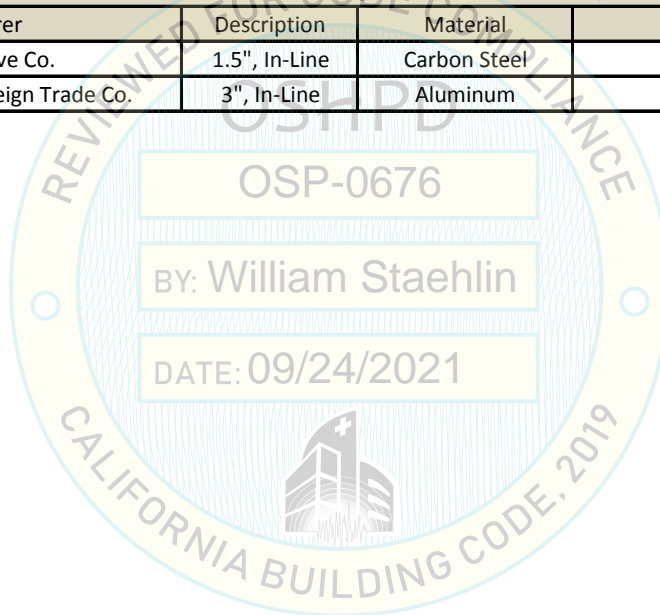 rer Description Material
ve Co. 1.5", In-Line Carbon Steel
eign Trade Co. 3", In-Line Aluminum
REVIEWED FOR CODE COMPLIANCE
OSHPD
OSP-0676
BY: William Staehlin
DATE: 09/24/2021
CALIFORNIA BUILDING CODE, 2019